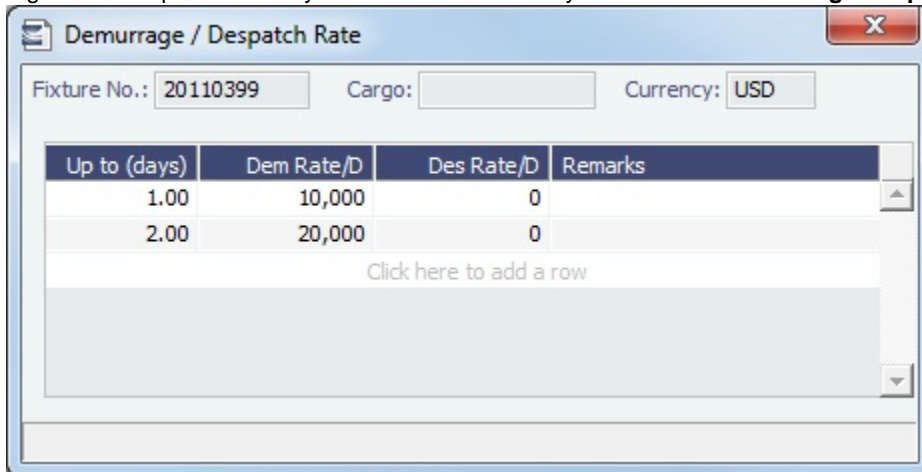 Demurrage / Despatch Rate
Fixture No.: 20110399 Cargo: Currency: USD
Up to (days) Dem Rate/D Des Rate/D Remarks
1.00 10,000 0
2.00 20,000 0
Click here to add a row